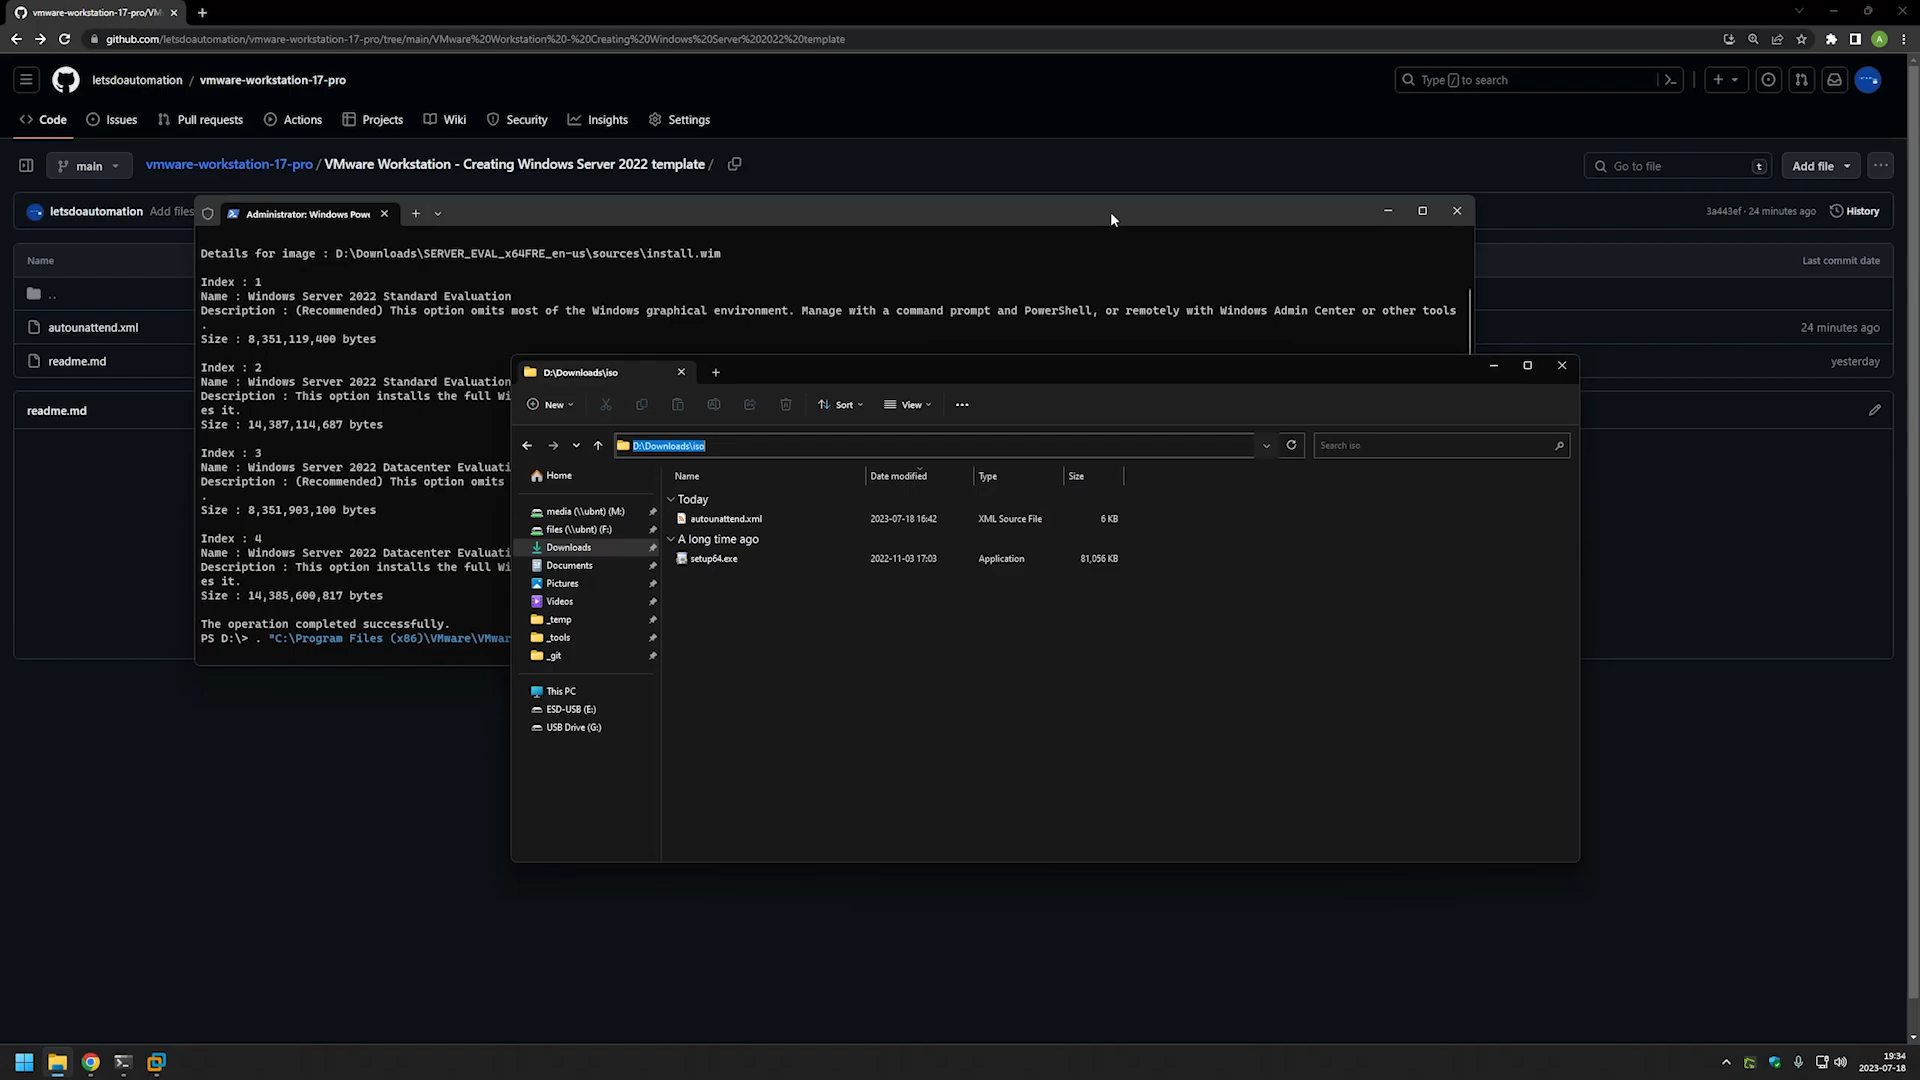 vmware-workstation-17-pro/VM
github.com/letsdoautomation/vmware-workstation-17-pro/tree/main/VMware%20Workstation%20-%20Creating%20Windows%20Server%202022%20template
letsdoautomation / vmware-workstation-17-pro
Type / to search
Code Issues Pull requests Actions Projects Wiki Security Insights Settings
main vmware-workstation-17-pro / VMware Workstation - Creating Windows Server 2022 template /
Go to file t Add file
letsdoautomation Add files
3a443ef · 24 minutes ago History
Administrator: Windows Pow
Name
Last commit date
..
autounattend.xml
24 minutes ago
readme.md
yesterday
readme.md
Details for image : D:\Downloads\SERVER_EVAL_x64FRE_en-us\sources\install.wim
Index : 1
Name : Windows Server 2022 Standard Evaluation
Description : (Recommended) This option omits most of the Windows graphical environment. Manage with a command prompt and PowerShell, or remotely with Windows Admin Center or other tools
.
Size : 8,351,119,400 bytes
Index : 2
Name : Windows Server 2022 Standard Evaluation
Description : This option installs the full Wi
es it.
Size : 14,387,114,687 bytes
Index : 3
Name : Windows Server 2022 Datacenter Evaluati
Description : (Recommended) This option omits
.
Size : 8,351,903,100 bytes
Index : 4
Name : Windows Server 2022 Datacenter Evaluati
Description : This option installs the full Wi
es it.
Size : 14,385,600,817 bytes
The operation completed successfully.
PS D:\> . "C:\Program Files (x86)\VMware\VMwar
D:\Downloads\iso
New Sort View
D:\Downloads\iso
Search iso
Home
media (\\ubnt) (M:)
files (\\ubnt) (F:)
Downloads
Documents
Pictures
Videos
_temp
_tools
_git
This PC
ESD-USB (E:)
USB Drive (G:)
Name Date modified Type Size
Today
autounattend.xml 2023-07-18 16:42 XML Source File 6 KB
A long time ago
setup64.exe 2022-11-03 17:03 Application 81,056 KB
19:34
2023-07-18